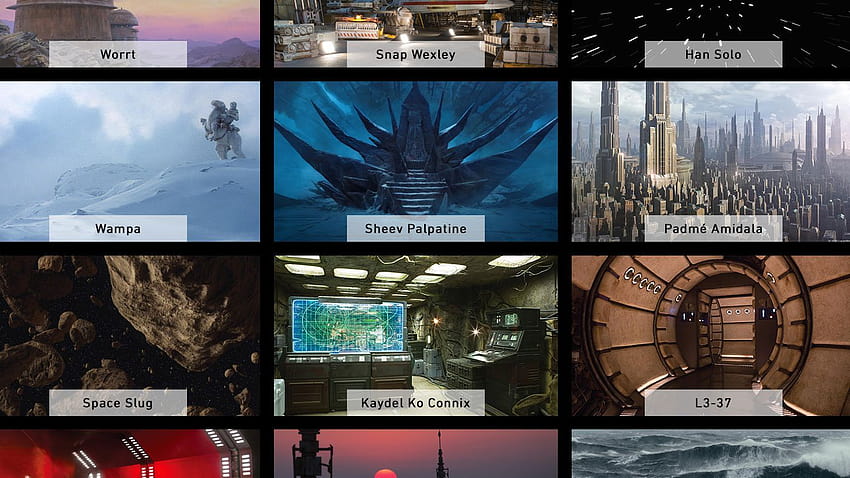 Worrt
Snap Wexley
Han Solo
Wampa
Sheev Palpatine
Padmé Amidala
Space Slug
Kaydel Ko Connix
L3-37